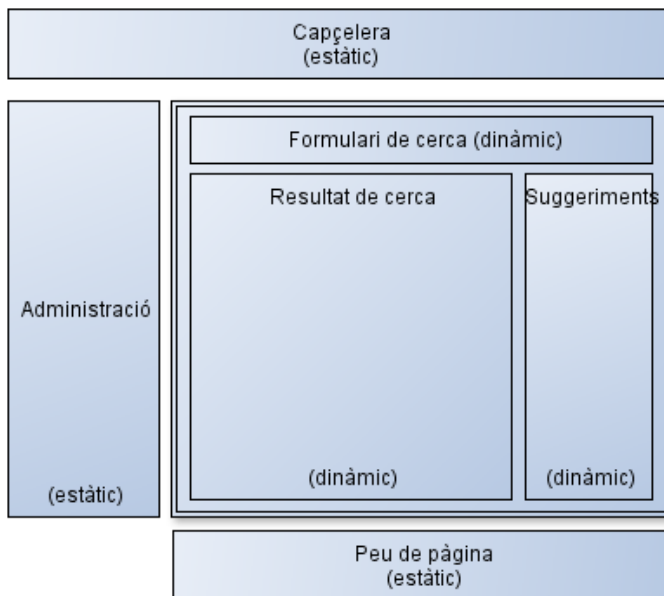 Capçelera
(estàtic)
Formulari de cerca (dinàmic)
Resultat de cerca
(dinàmic)
Suggeriments
(dinàmic)
Administració
(estàtic)
Peu de pàgina
(estàtic)